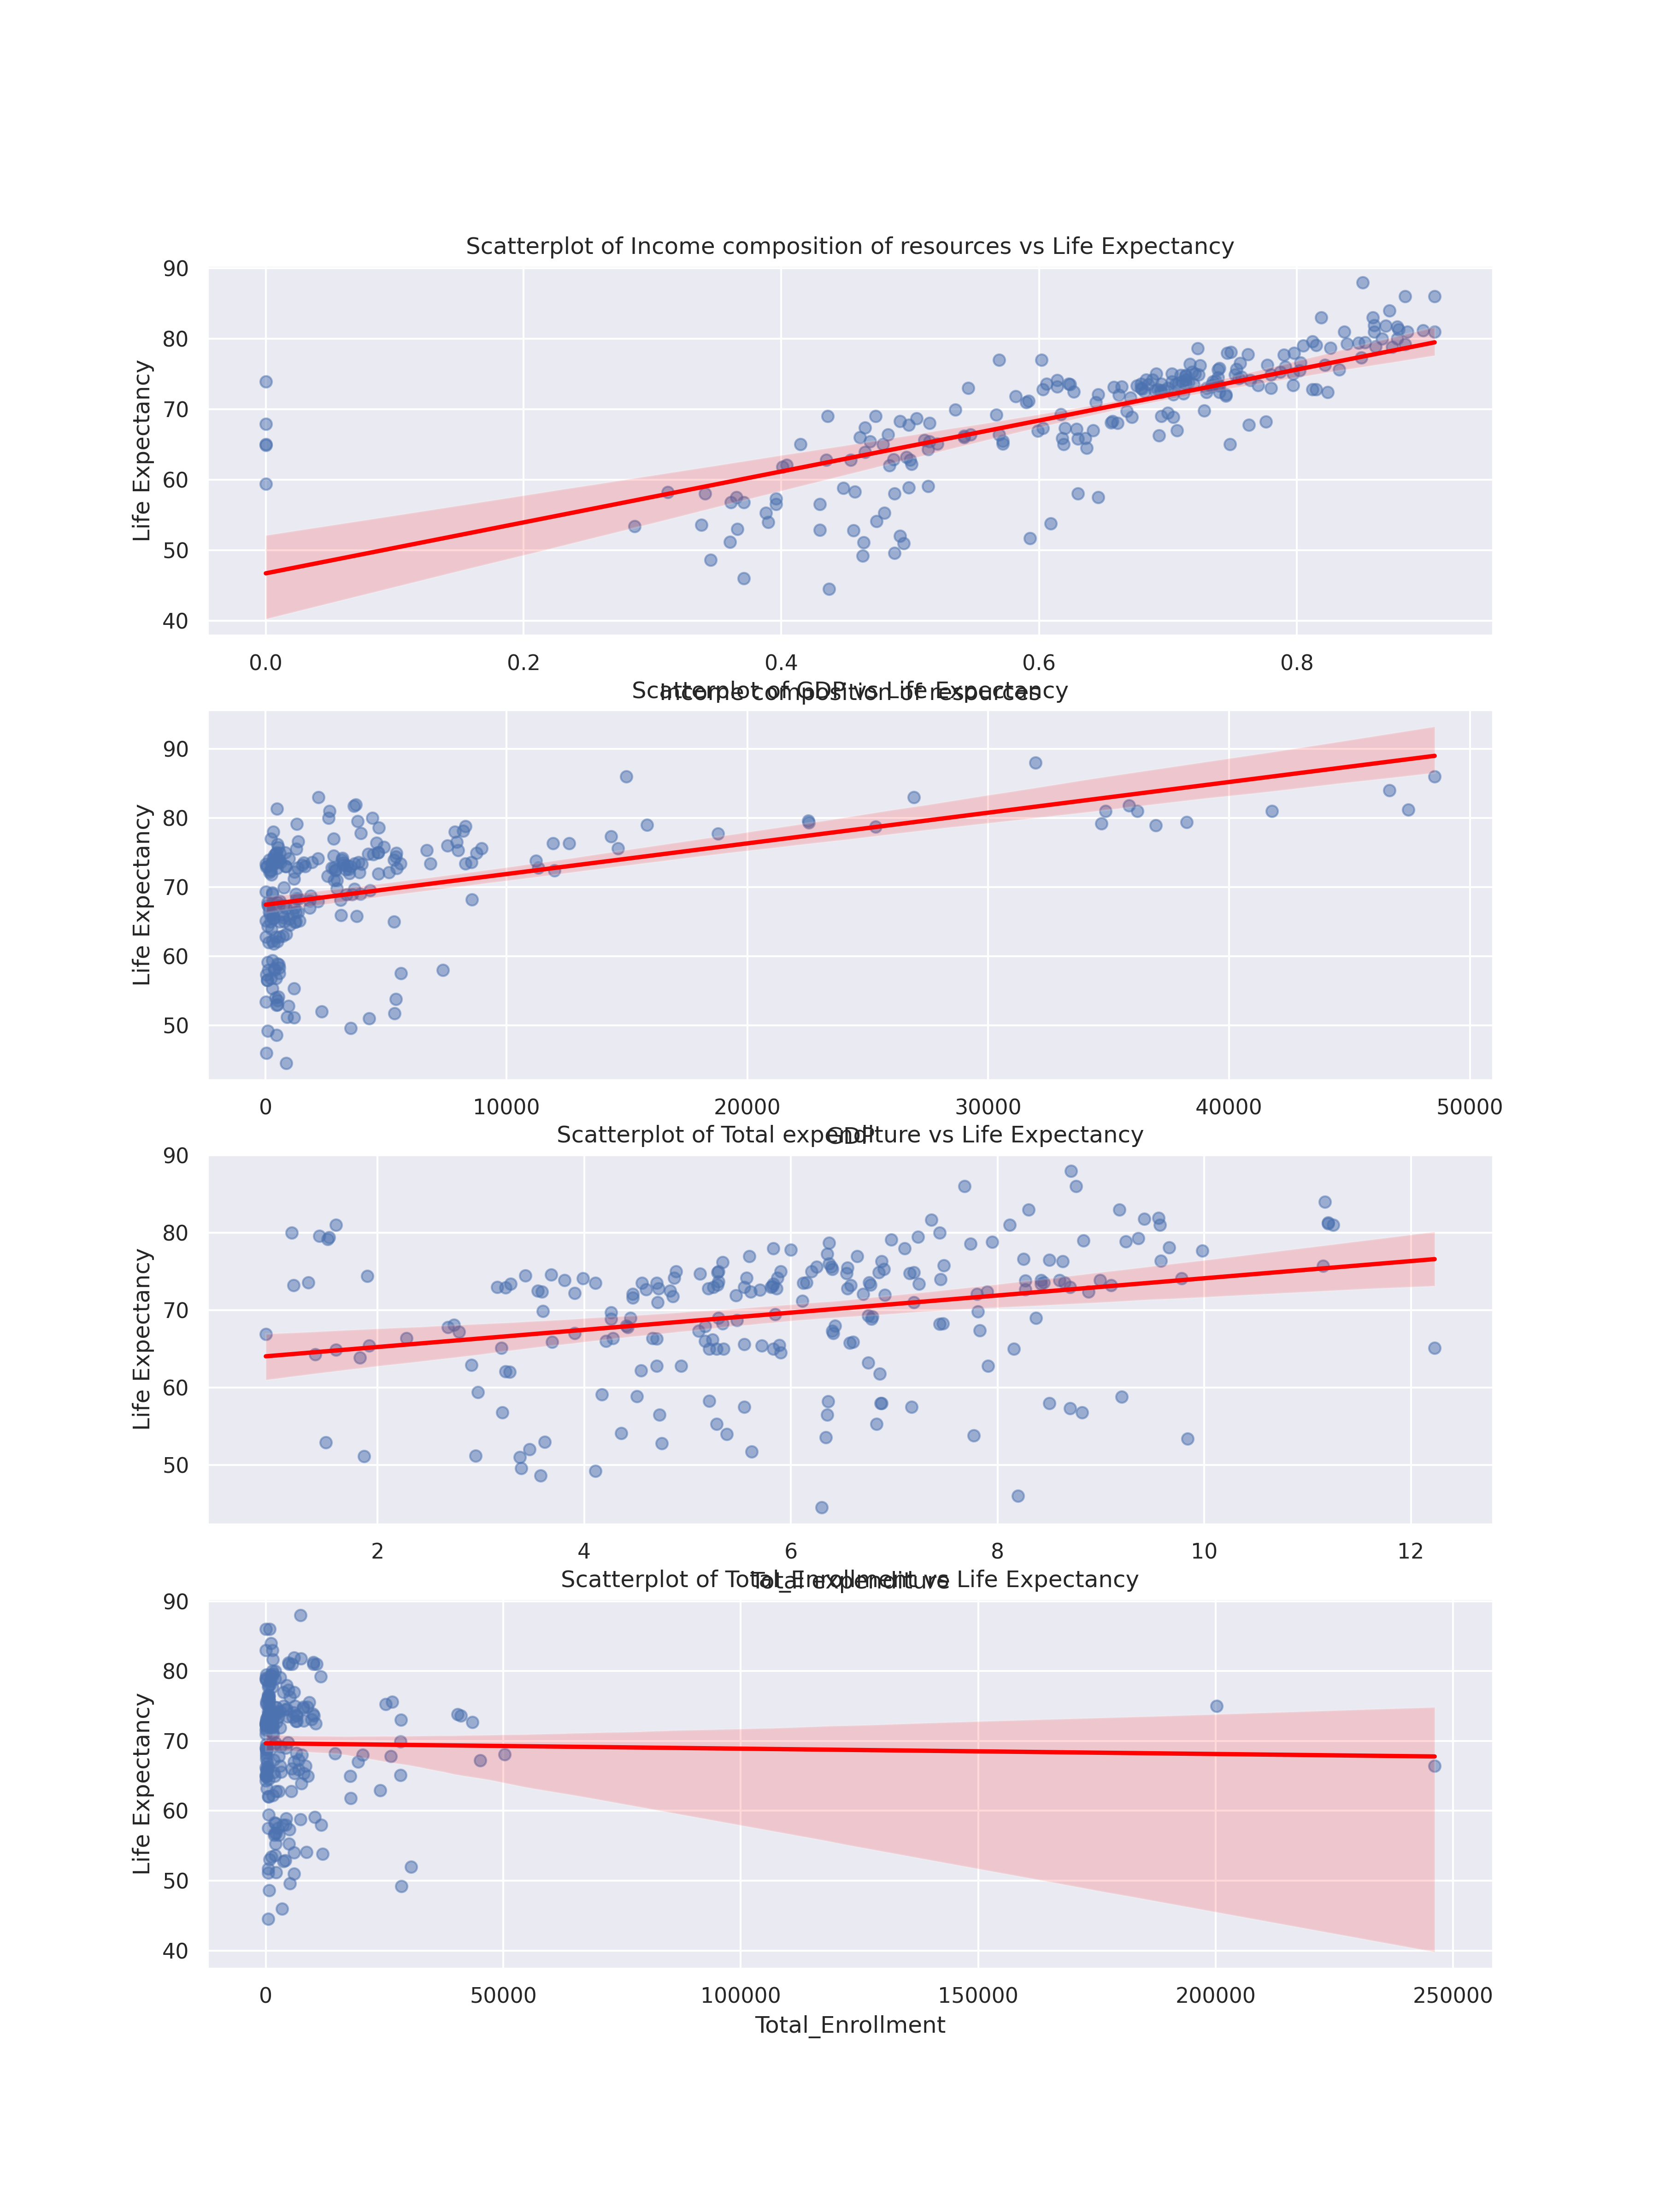 Scatterplot of Income composition of resources vs Life Expectancy
90
80
70
60
50
40
Life Expectancy
0.0 0.2 0.4 0.6 0.8
Income composition of resources
Scatterplot of GDP vs Life Expectancy
90
80
70
60
50
Life Expectancy
0 10000 20000 30000 40000 50000
GDP
Scatterplot of Total expenditure vs Life Expectancy
90
80
70
60
50
Life Expectancy
2 4 6 8 10 12
Total expenditure
Scatterplot of Total_Enrollment vs Life Expectancy
90
80
70
60
50
40
Life Expectancy
0 50000 100000 150000 200000 250000
Total_Enrollment